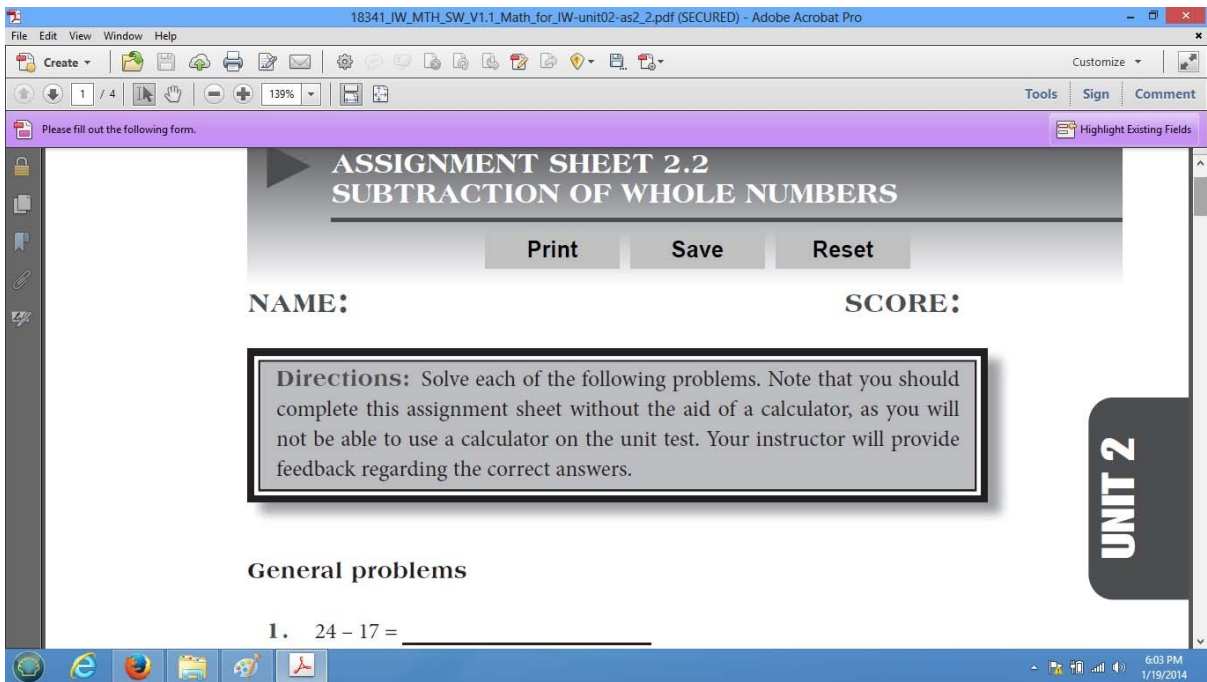 18341_IW_MTH_SW_V1.1_Math_for_IW-unit02-as2_2.pdf (SECURED) - Adobe Acrobat Pro
File Edit View Window Help
Create Customize
1 / 4 139% Tools Sign Comment
Please fill out the following form. Highlight Existing Fields
ASSIGNMENT SHEET 2.2
SUBTRACTION OF WHOLE NUMBERS
Print Save Reset
NAME: SCORE:
Directions: Solve each of the following problems. Note that you should
complete this assignment sheet without the aid of a calculator, as you will
not be able to use a calculator on the unit test. Your instructor will provide
feedback regarding the correct answers.
UNIT 2
General problems
1. 24 – 17 =
6:03 PM
1/19/2014